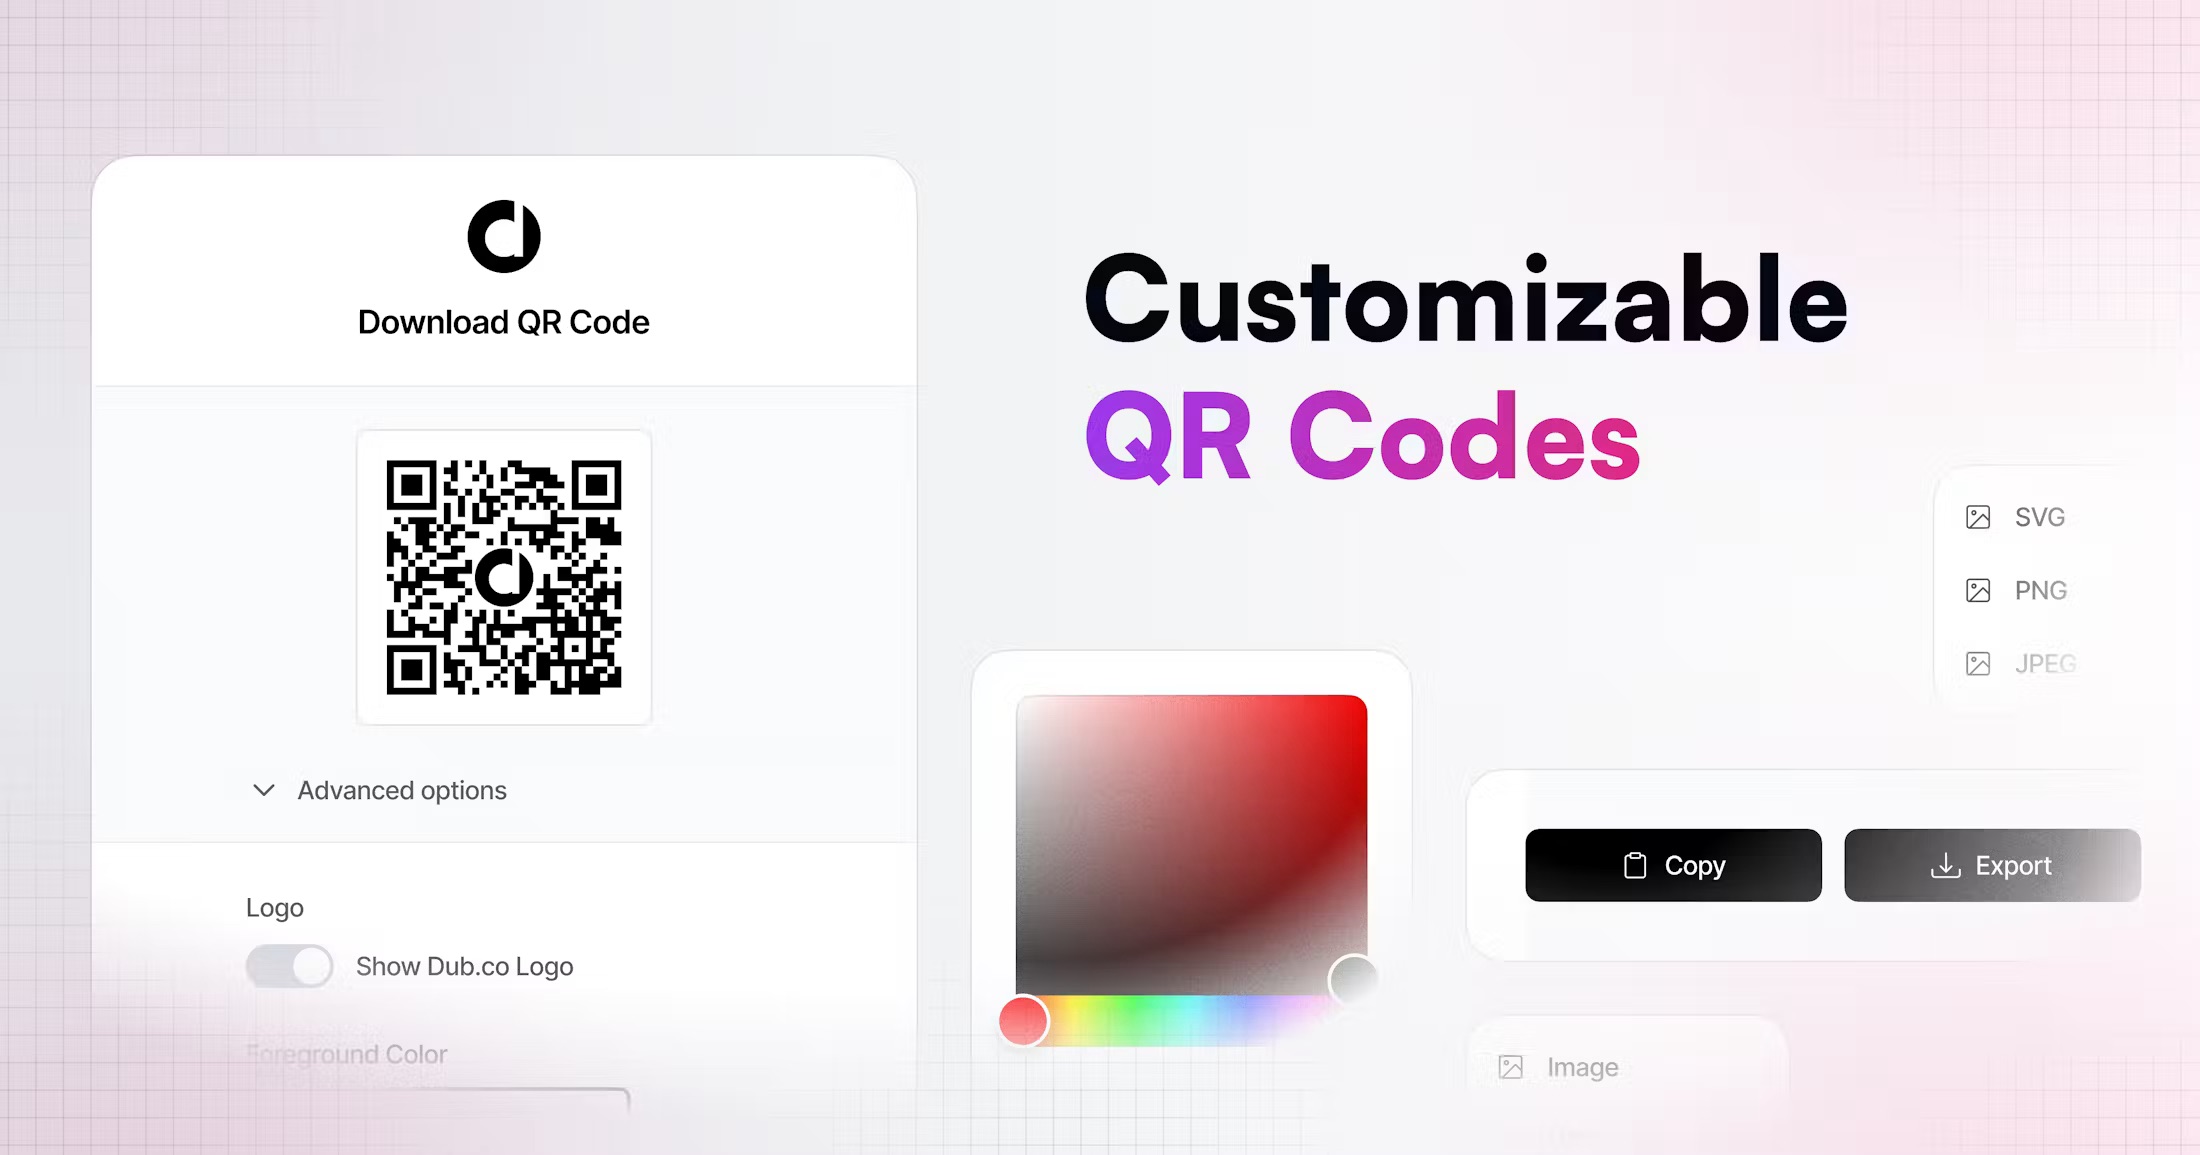 Download QR Code
Advanced options
Logo
Show Dub.co Logo
Foreground Color
Customizable
QR Codes
SVG
PNG
JPEG
Copy
Export
Image